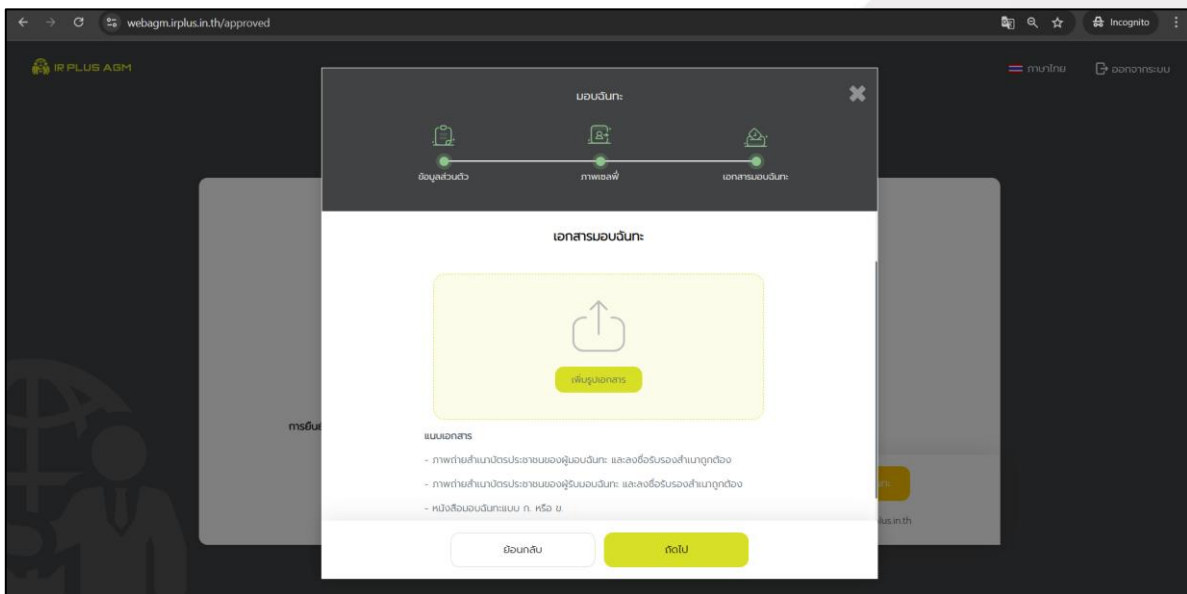 webagm.irplus.in.th/approved
Incognito
IR PLUS AGM
ภาษาไทย
ออกจากระบบ
มอบฉันทะ
ข้อมูลส่วนตัว
ภาพเซลฟี่
เอกสารมอบฉันทะ
เอกสารมอบฉันทะ
เพิ่มรูปเอกสาร
แนบเอกสาร
- ภาพถ่ายสำเนาบัตรประชาชนของผู้มอบฉันทะ และลงชื่อรับรองสำเนาถูกต้อง
- ภาพถ่ายสำเนาบัตรประชาชนของผู้รับมอบฉันทะ และลงชื่อรับรองสำเนาถูกต้อง
- หนังสือมอบฉันทะแบบ ก. หรือ ข.
ย้อนกลับ
ถัดไป